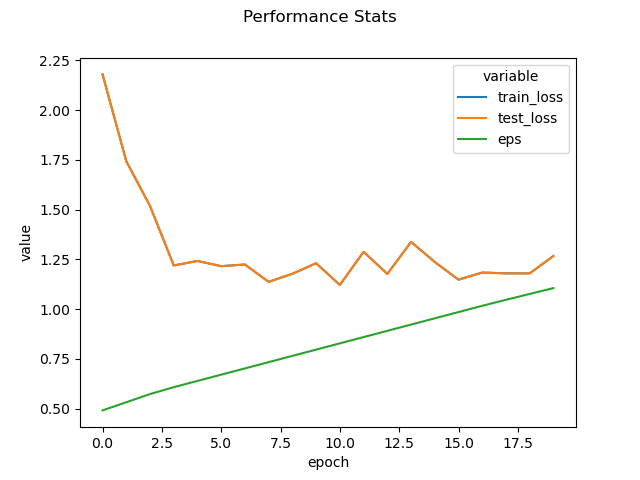 Performance Stats
variable
train_loss
test_loss
eps
2.25
2.00
1.75
1.50
1.25
1.00
0.75
0.50
value
0.0
2.5
5.0
7.5
10.0
12.5
15.0
17.5
epoch